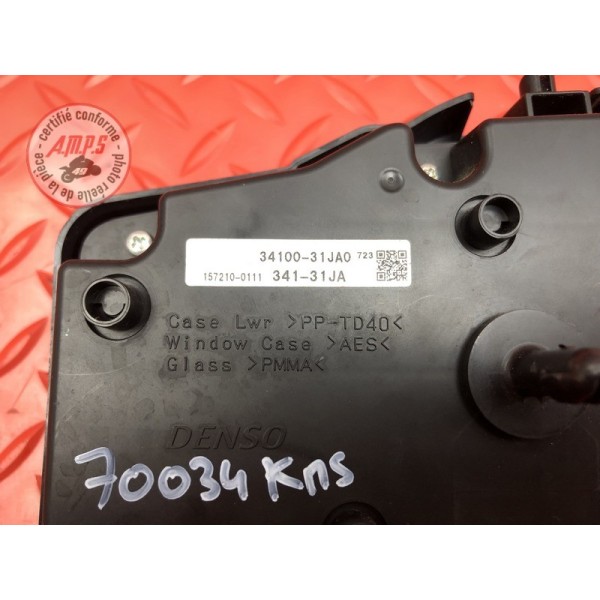 certifié conforme
A.M.P.S
49
photo réelle de la pièce
34100-31JA0 723
157210-0111 341-31JA
Case Lwr >PP-TD40<
Window Case >AES<
Glass >PMMA<
DENSO
70034 Kms